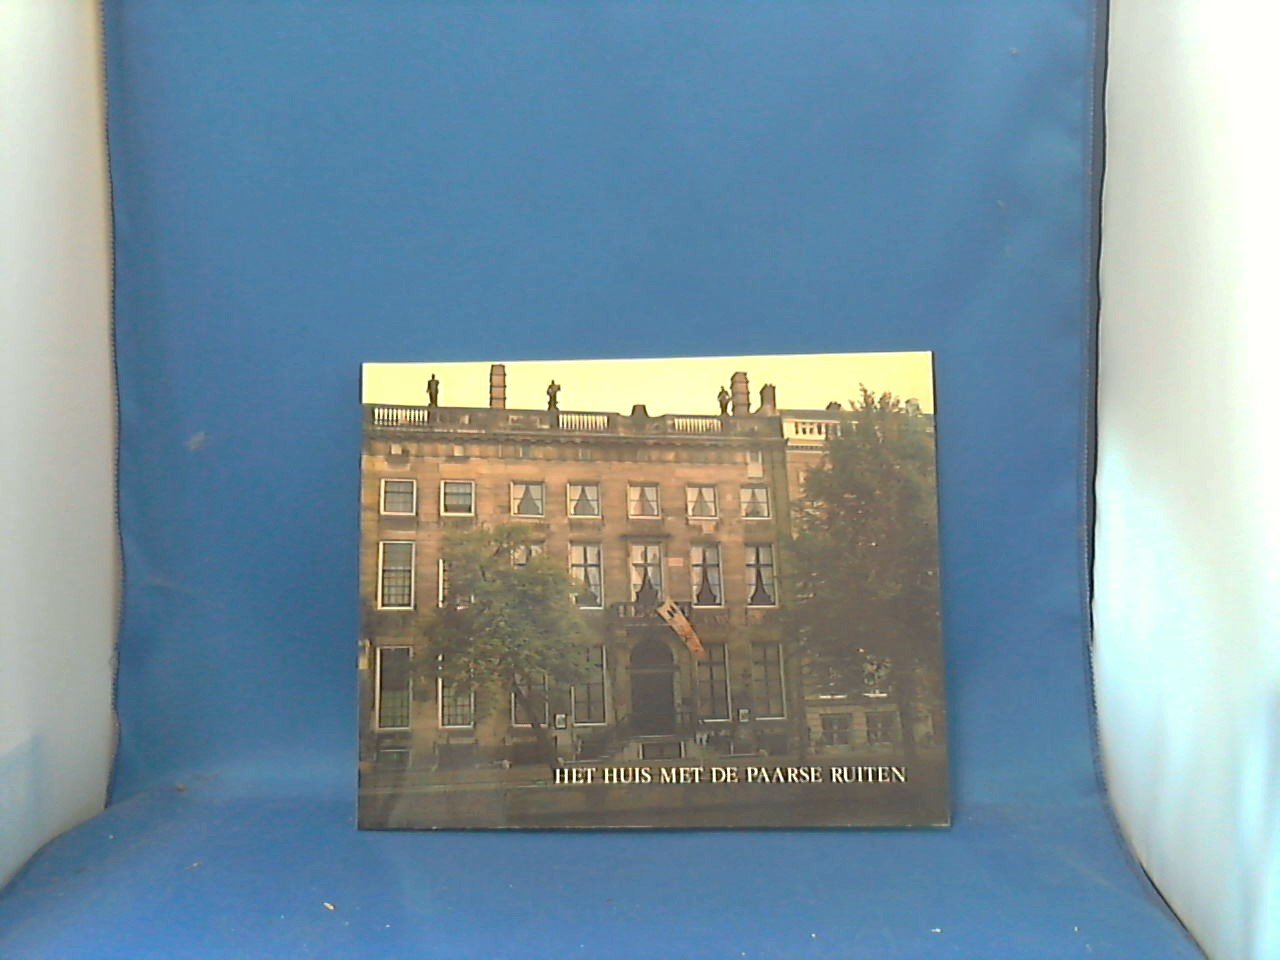 HET HUIS MET DE PAARSE RUITEN